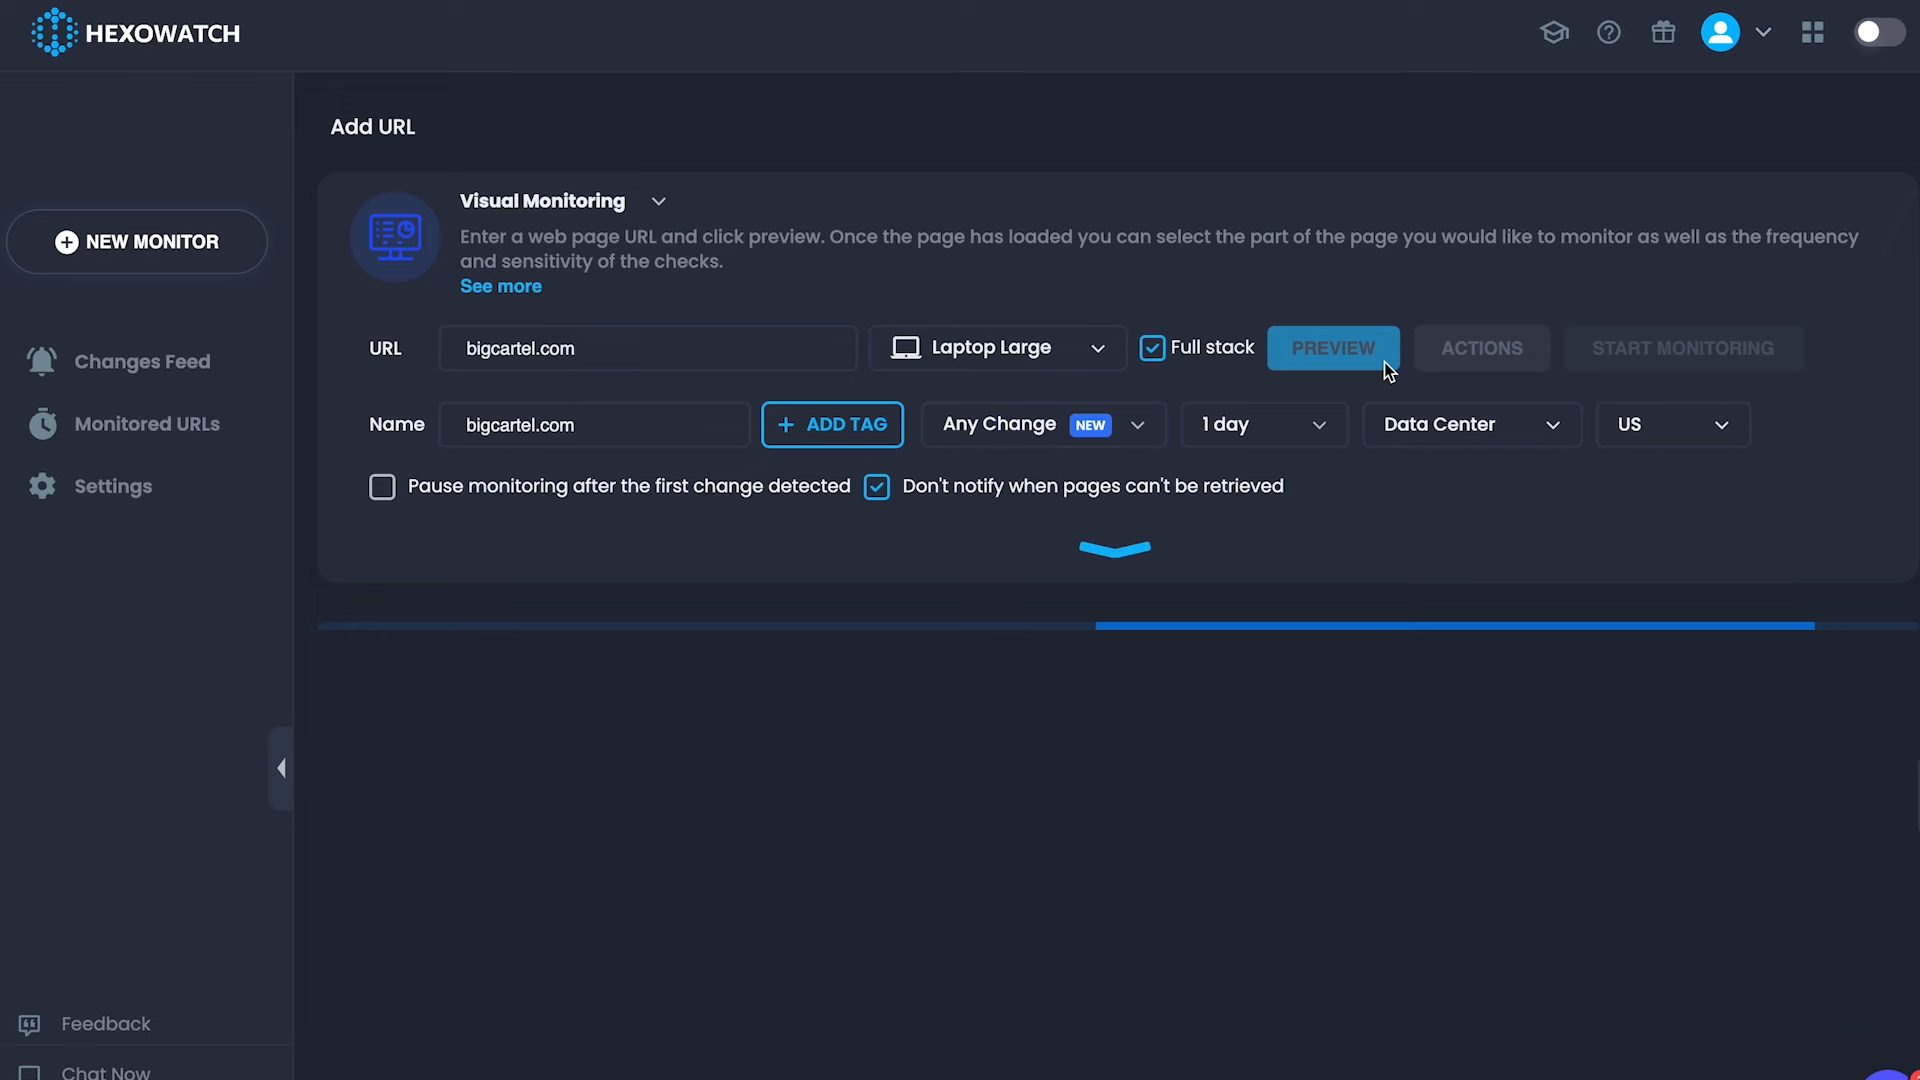 HEXOWATCH
Add URL
NEW MONITOR
Changes Feed
Monitored URLs
Settings
Visual Monitoring
Enter a web page URL and click preview. Once the page has loaded you can select the part of the page you would like to monitor as well as the frequency
and sensitivity of the checks.
See more
URL bigcartel.com Laptop Large Full stack PREVIEW ACTIONS START MONITORING
Name bigcartel.com + ADD TAG Any Change NEW 1 day Data Center US
Pause monitoring after the first change detected Don't notify when pages can't be retrieved
Feedback
Chat Now